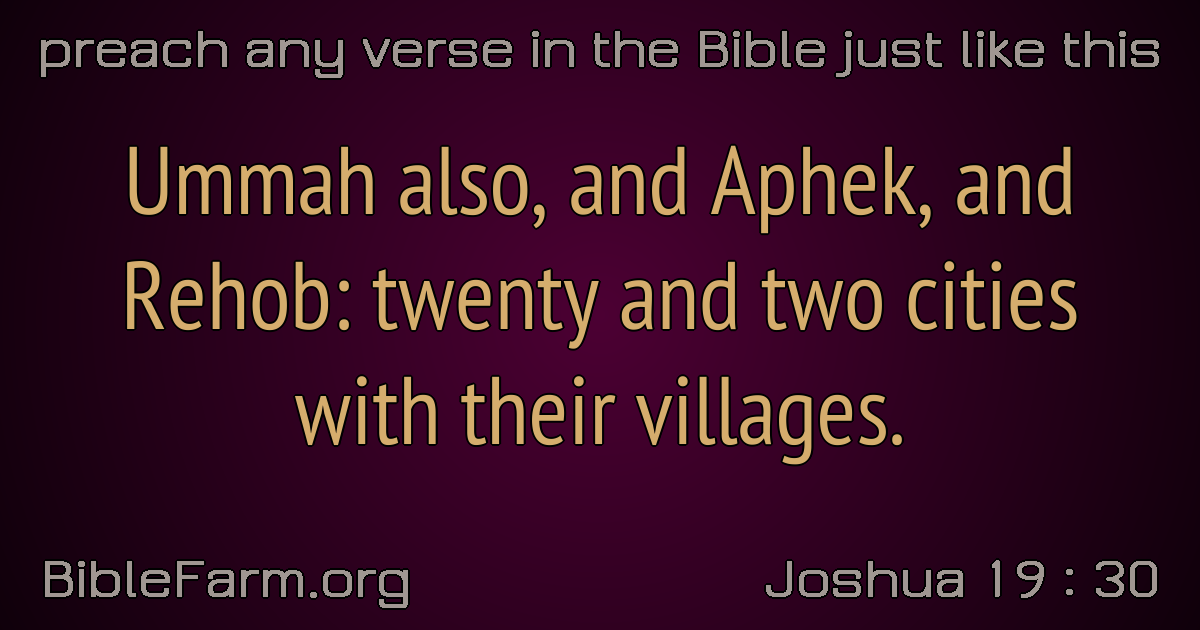 preach any verse in the Bible just like this
Ummah also, and Aphek, and
Rehob: twenty and two cities
with their villages.
BibleFarm.org
Joshua 19 : 30